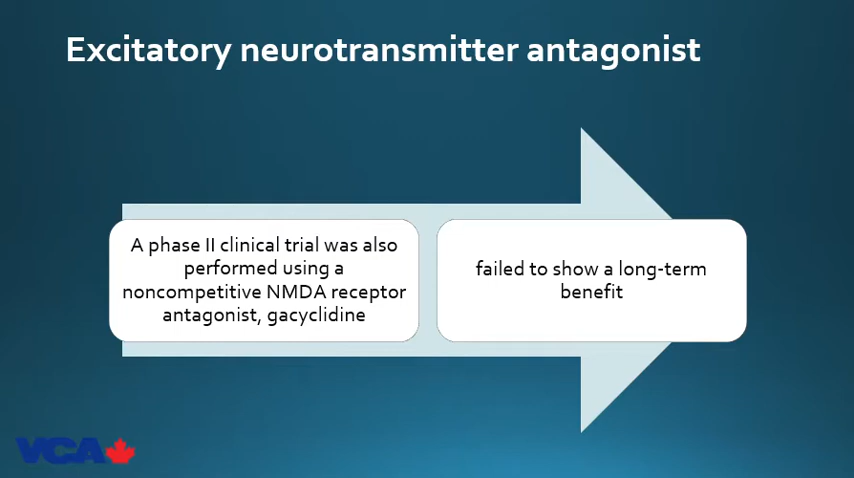 Excitatory neurotransmitter antagonist
A phase II clinical trial was also
performed using a
noncompetitive NMDA receptor
antagonist, gacyclidine
failed to show a long-term
benefit
VCA